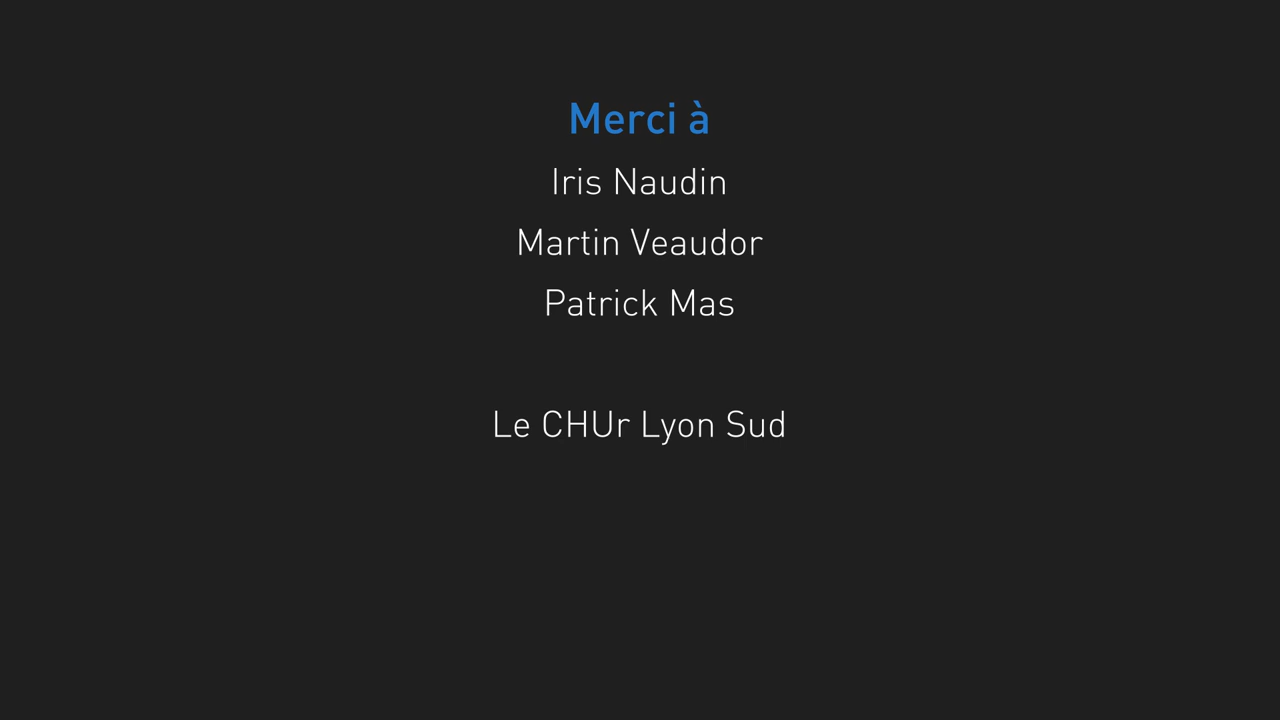 Merci à
Iris Naudin
Martin Veaudor
Patrick Mas
Le CHUr Lyon Sud